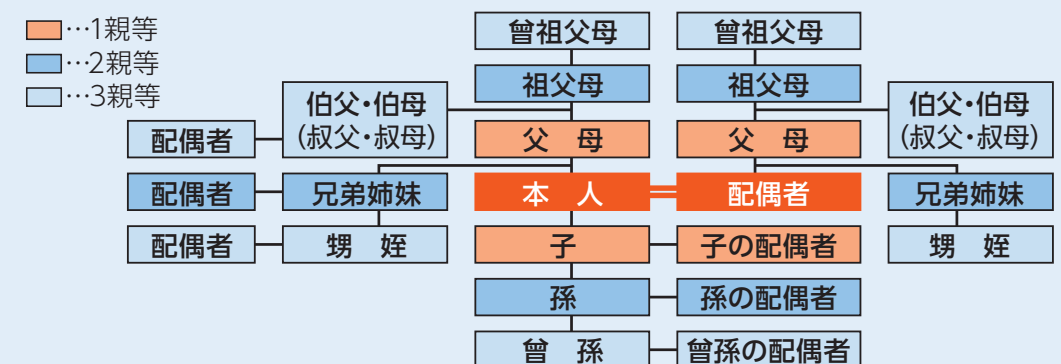 …1親等
…2親等
…3親等
曾祖父母
曾祖父母
祖父母
祖父母
伯父・伯母
(叔父・叔母)
伯父・伯母
(叔父・叔母)
配偶者
父 母
父 母
配偶者
兄弟姉妹
本 人
配偶者
兄弟姉妹
配偶者
甥 姪
子
子の配偶者
甥 姪
孫
孫の配偶者
曾 孫
曾孫の配偶者